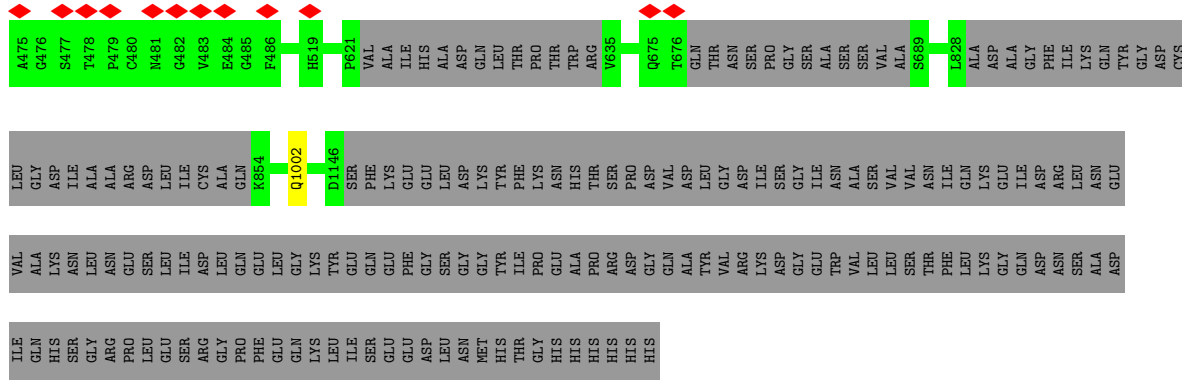 A475 G476 S477 T478 P479 C480 N481 G482 V483 E484 G485 F486 H519 P621 VAL ALA ILE HIS ALA ASP GLN LEU THR PRO THR TRP ARG V635 Q675 T676 GLN THR ASN SER PRO GLY SER ALA SER SER VAL ALA S689 L828 ALA ASP ALA GLY PHE ILE LYS GLN TYR GLY ASP CYS
LEU GLY ASP ILE ALA ALA ARG ASP LEU ILE CYS ALA GLN K854 Q1002 D1146 SER PHE LYS GLU GLU LEU ASP LYS TYR PHE LYS ASN HIS THR SER PRO ASP VAL ASP LEU GLY ASP ILE SER GLY ILE ASN ALA SER VAL VAL ASN ILE GLN LYS GLU ILE ASP ARG LEU ASN GLU
VAL ALA LYS ASN LEU ASN GLU SER LEU ILE ASP LEU GLN GLU LEU GLY LYS TYR GLU GLN GLU PHE GLY SER GLY GLY TYR ILE PRO GLU ALA PRO ARG ASP GLY GLN ALA TYR VAL ARG LYS ASP GLY GLU TRP VAL LEU LEU SER THR PHE LEU LYS GLY GLN ASP ASN SER ALA ASP
ILE GLN HIS SER GLY ARG PRO LEU GLU SER ARG GLY PRO PHE GLU GLN LYS LEU ILE SER GLU GLU ASP LEU ASN MET HIS THR GLY HIS HIS HIS HIS HIS HIS